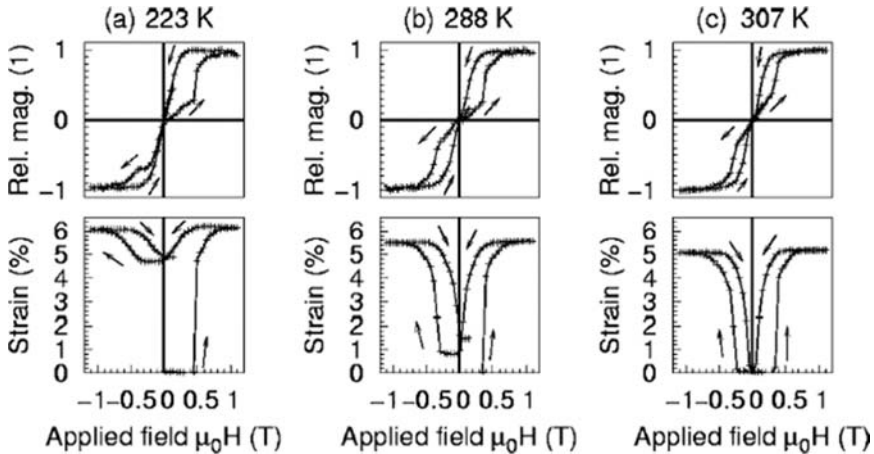 (a) 223 K (b) 288 K (c) 307 K
Rel. mag. (1) Rel. mag. (1) Rel. mag. (1)
1 1 1
0 0 0
−1 −1 −1
Strain (%) Strain (%) Strain (%)
6 6 6
5 5 5
4 4 4
3 3 3
2 2 2
1 1 1
0 0 0
−1−0.5 0 0.5 1 −1−0.5 0 0.5 1 −1−0.5 0 0.5 1
Applied field μ₀H (T) Applied field μ₀H (T) Applied field μ₀H (T)